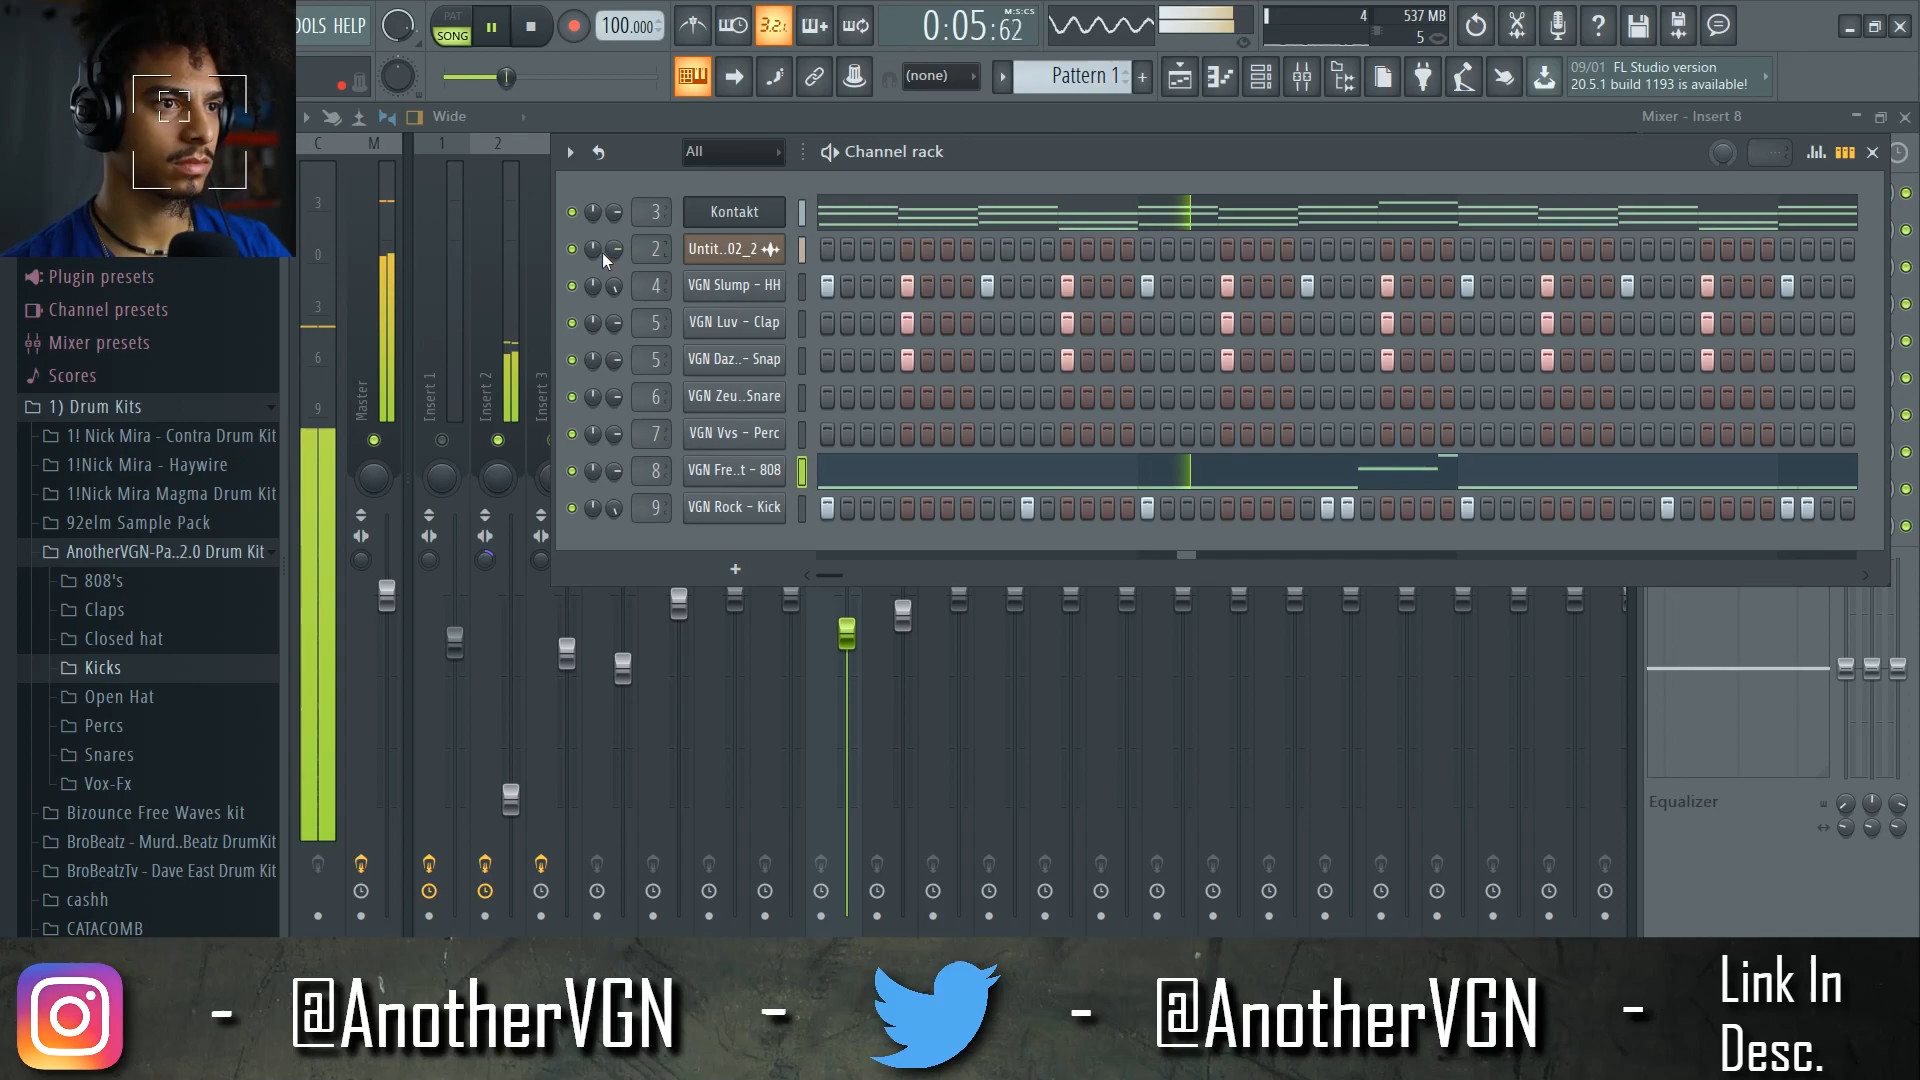 OOLS HELP
PAT
SONG
100.000
3.2.
0:05:62
M:S:CS
4
537 MB
5
(none)
Pattern 1
09/01 FL Studio version
20.5.1 build 1193 is available!
Wide
Mixer - Insert 8
C
M
1
2
All
Channel rack
3
Kontakt
2
Untit..02_2
4
VGN Slump - HH
5
VGN Luv - Clap
5
VGN Daz..- Snap
6
VGN Zeu..Snare
7
VGN Vvs - Perc
8
VGN Fre..t - 808
9
VGN Rock - Kick
3
0
3
6
9
Master
Insert 1
Insert 2
Insert 3
Plugin presets
Channel presets
Mixer presets
Scores
1) Drum Kits
1! Nick Mira - Contra Drum Kit
1!Nick Mira - Haywire
1!Nick Mira Magma Drum Kit
92elm Sample Pack
AnotherVGN-Pa..2.0 Drum Kit
808's
Claps
Closed hat
Kicks
Open Hat
Percs
Snares
Vox-Fx
Bizounce Free Waves kit
BroBeatz - Murd..Beatz DrumKit
BroBeatzTv - Dave East Drum Kit
cashh
CATACOMB
Equalizer
- @AnotherVGN - - @AnotherVGN - Link In
Desc.